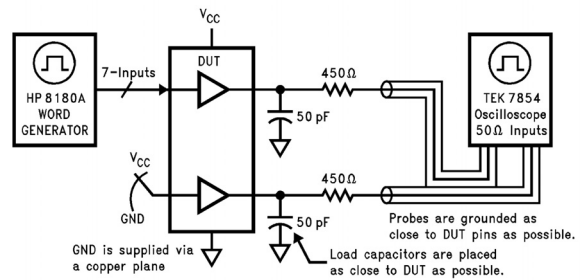 V_CC
HP 8180A
WORD
GENERATOR
7-Inputs
DUT
450Ω
50 pF
TEK 7854
Oscilloscope
50Ω Inputs
V_CC
GND
450Ω
50 pF
GND is supplied via
a copper plane
Probes are grounded as
close to DUT pins as possible.
Load capacitors are placed
as close to DUT as possible.